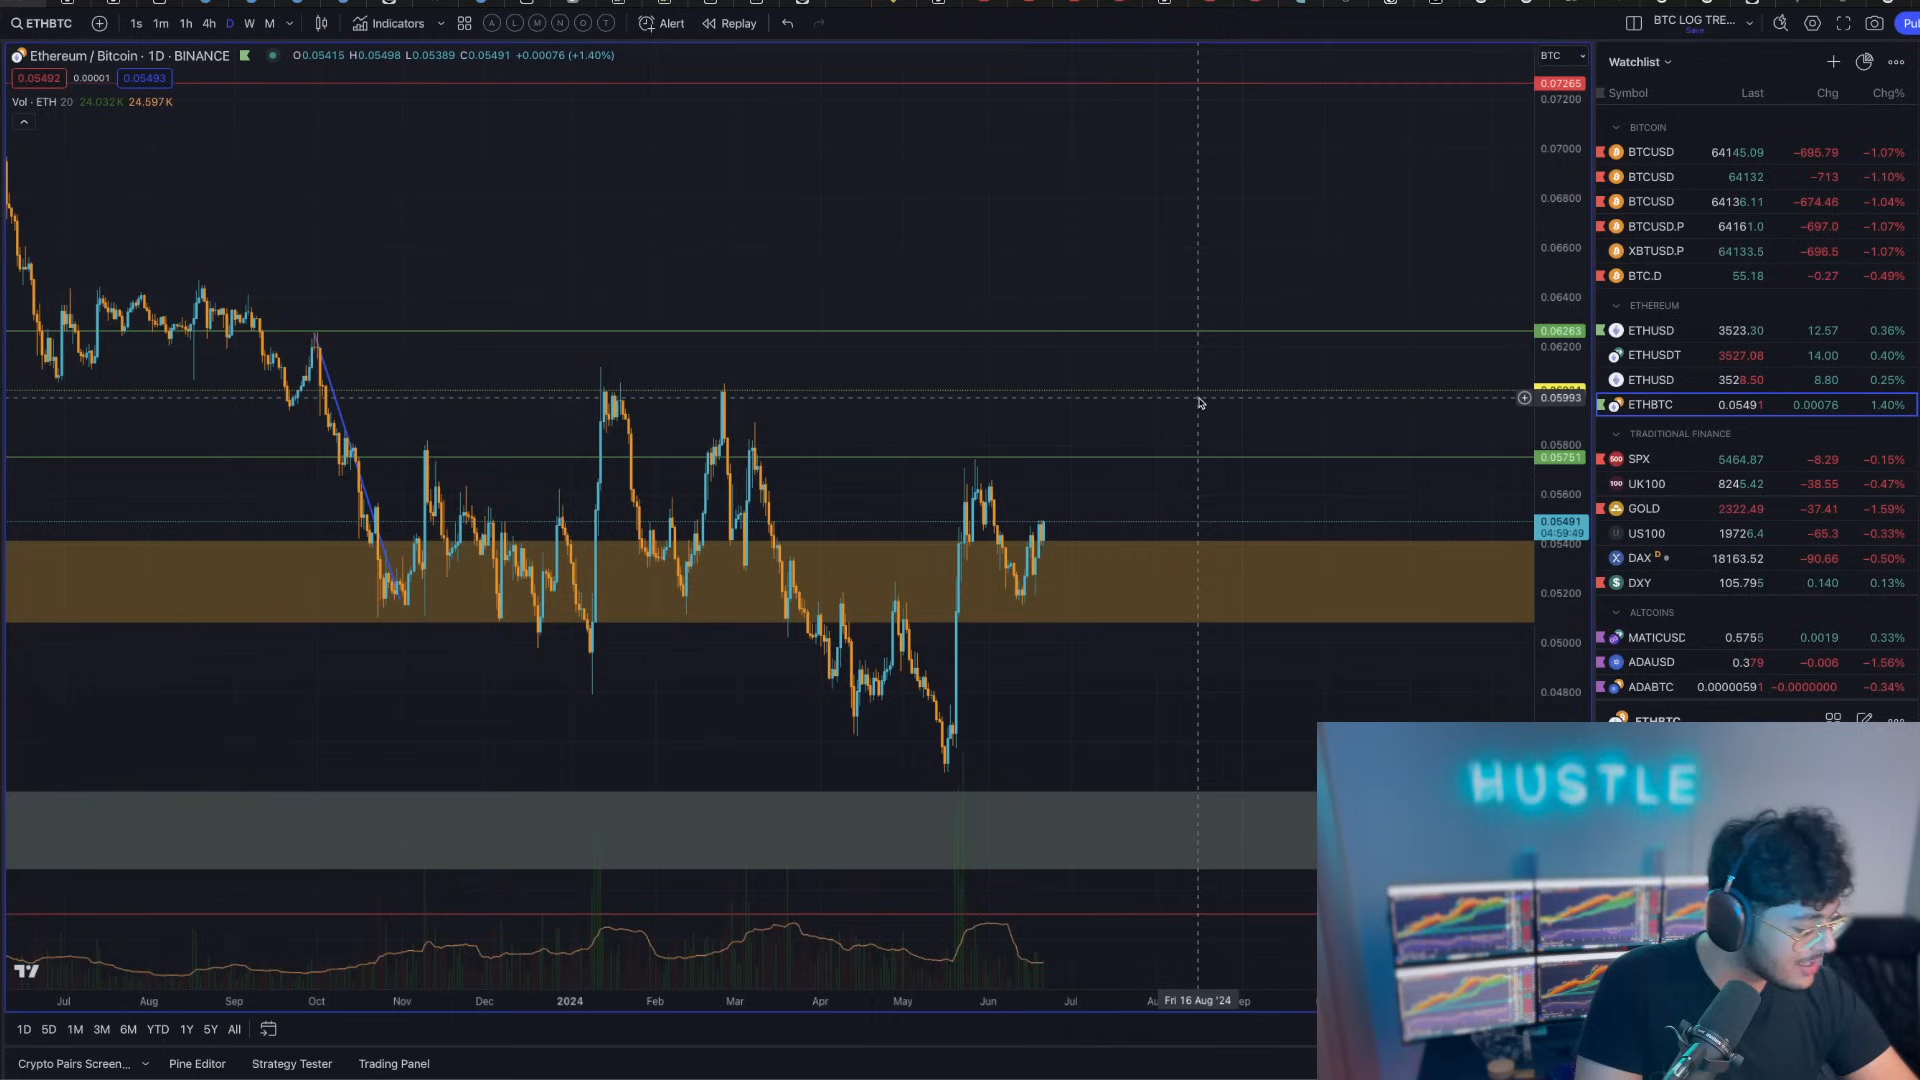 ETHBTC 1s 1m 1h 4h D W M Indicators A L M N O T Alert Replay BTC LOG TRE... Save Pu
Ethereum / Bitcoin · 1D · BINANCE O0.05415 H0.05498 L0.05389 C0.05491 +0.00076 (+1.40%) BTC
0.05492 0.00001 0.05493
Vol · ETH 20 24.032K 24.597K
0.07265
0.07200
0.07000
0.06800
0.06600
0.06400
0.06263
0.06200
0.05993
0.05800
0.05751
0.05600
0.05491
04:59:49
0.05400
0.05200
0.05000
0.04800
Jul Aug Sep Oct Nov Dec 2024 Feb Mar Apr May Jun Jul Au Fri 16 Aug '24 ep
1D 5D 1M 3M 6M YTD 1Y 5Y All
Crypto Pairs Screen... Pine Editor Strategy Tester Trading Panel
Watchlist
Symbol Last Chg Chg%
BITCOIN
BTCUSD 64145.09 −695.79 −1.07%
BTCUSD 64132 −713 −1.10%
BTCUSD 64136.11 −674.46 −1.04%
BTCUSD.P 64161.0 −697.0 −1.07%
XBTUSD.P 64133.5 −696.5 −1.07%
BTC.D 55.18 −0.27 −0.49%
ETHEREUM
ETHUSD 3523.30 12.57 0.36%
ETHUSDT 3527.08 14.00 0.40%
ETHUSD 3528.50 8.80 0.25%
ETHBTC 0.05491 0.00076 1.40%
TRADITIONAL FINANCE
SPX 5464.87 −8.29 −0.15%
UK100 8245.42 −38.55 −0.47%
GOLD 2322.49 −37.41 −1.59%
US100 19726.4 −65.3 −0.33%
DAX D 18163.52 −90.66 −0.50%
DXY 105.795 0.140 0.13%
ALTCOINS
MATICUSD 0.5755 0.0019 0.33%
ADAUSD 0.379 −0.006 −1.56%
ADABTC 0.00000591 −0.0000000 −0.34%
ETHBTC
HUSTLE